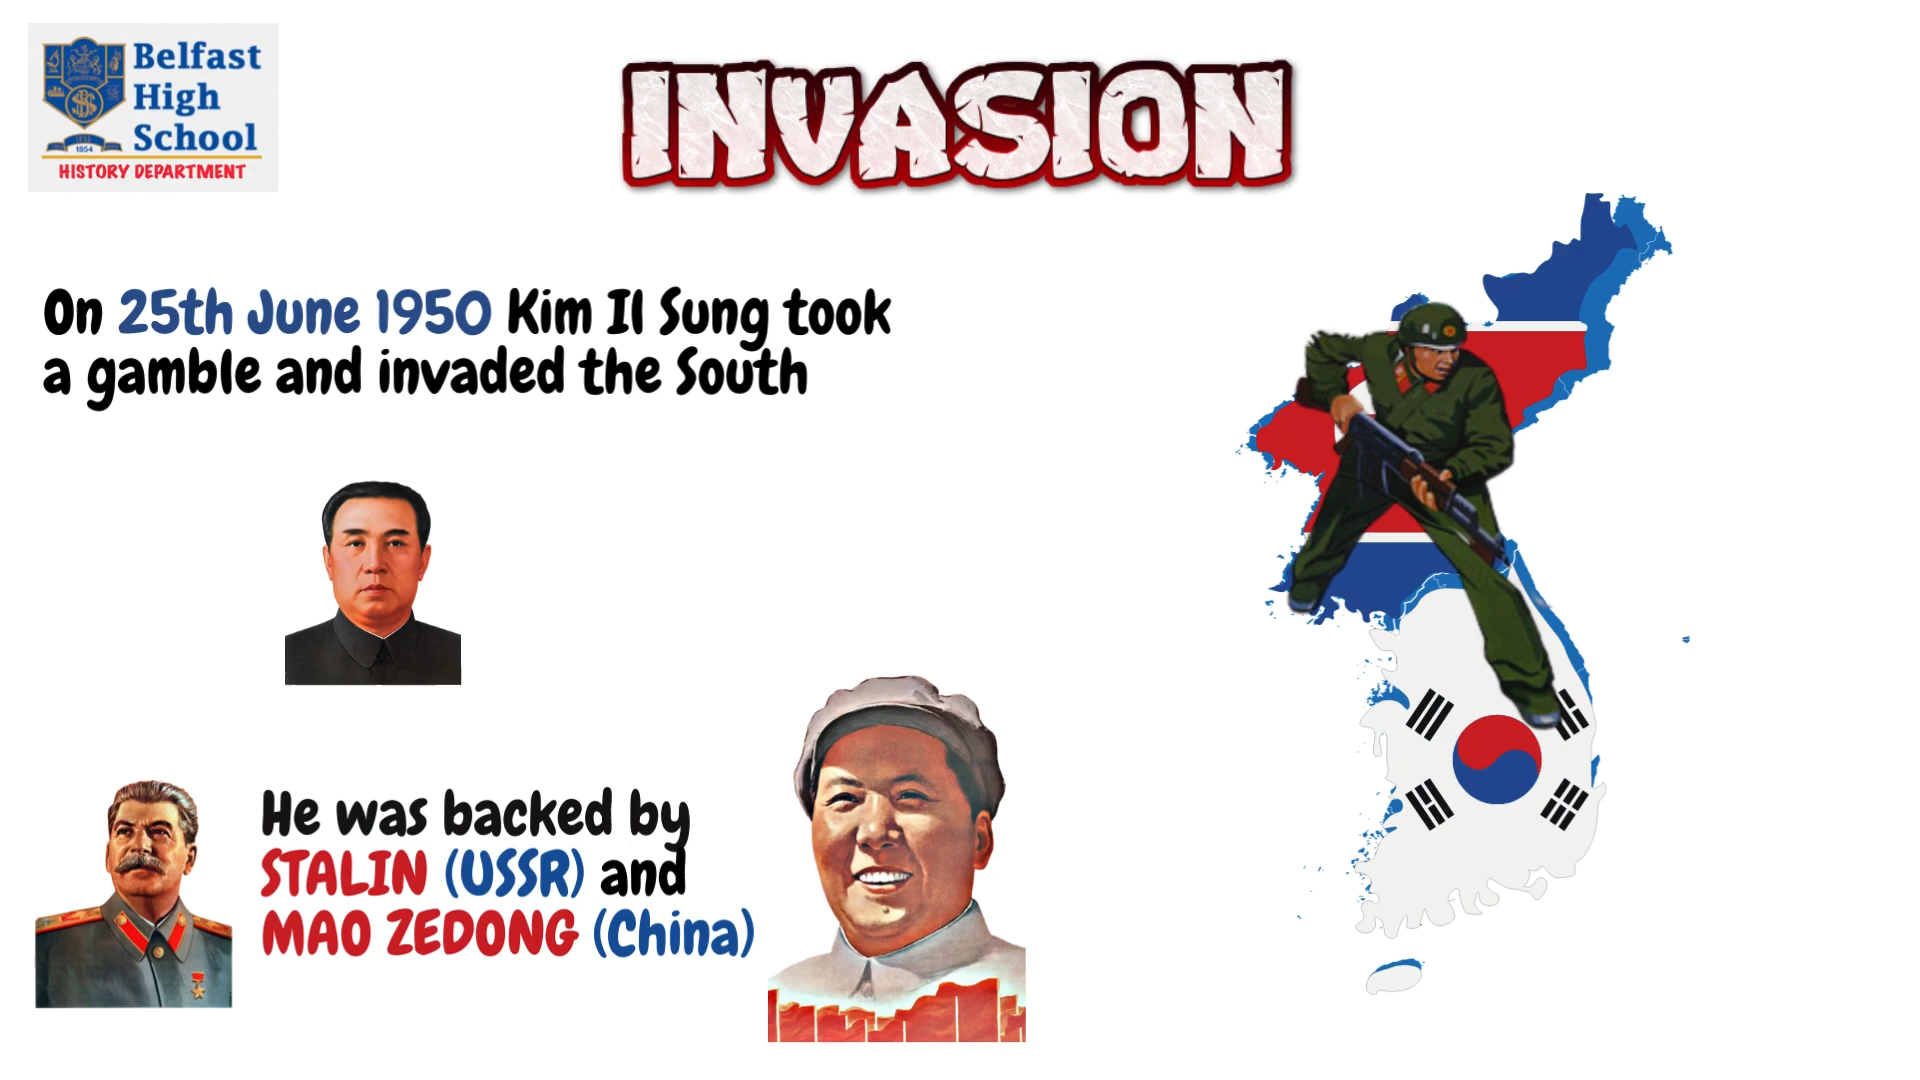 Belfast
High
School
1854
HISTORY DEPARTMENT
INVASION
On 25th June 1950 Kim Il Sung took
a gamble and invaded the South
He was backed by
STALIN (USSR) and
MAO ZEDONG (China)